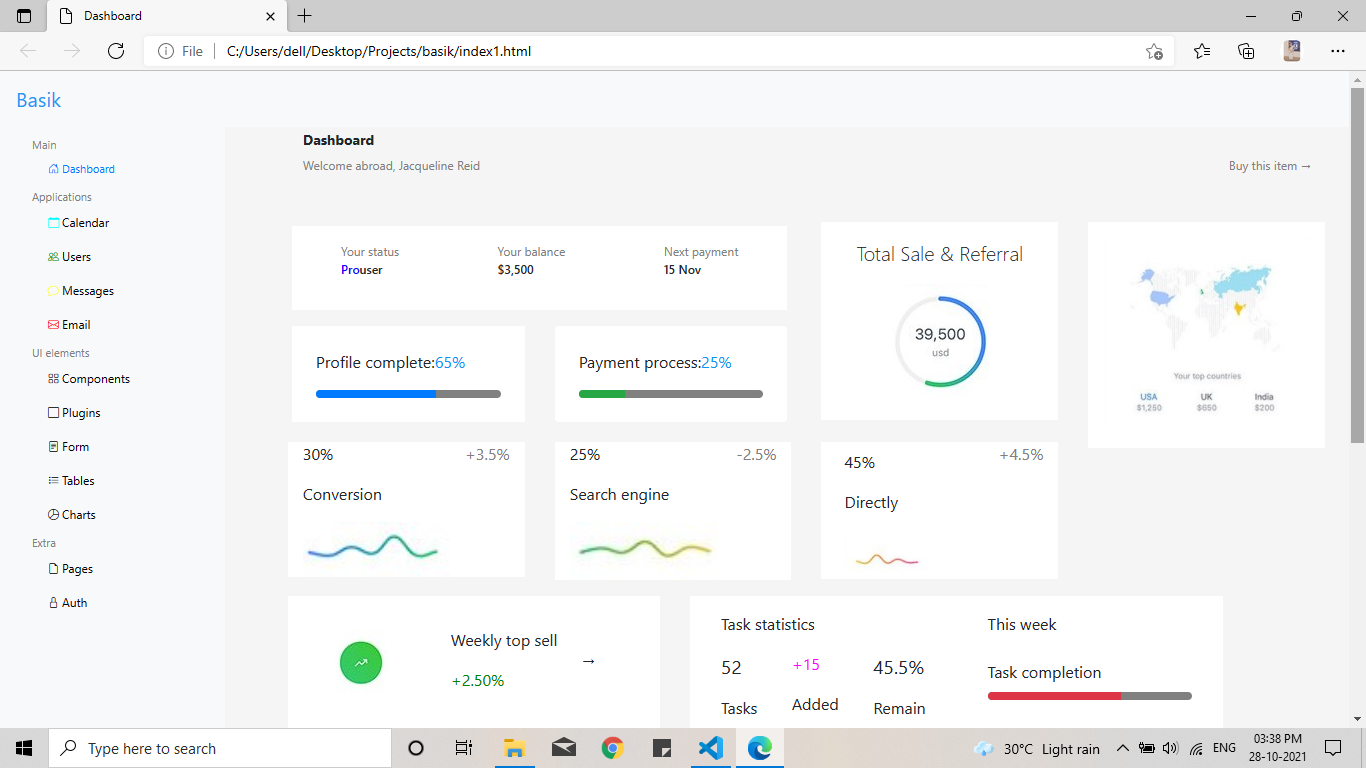 Dashboard
File
C:/Users/dell/Desktop/Projects/basik/index1.html
Basik
Main
Dashboard
Applications
Calendar
Users
Messages
Email
UI elements
Components
Plugins
Form
Tables
Charts
Extra
Pages
Auth
Dashboard
Welcome abroad, Jacqueline Reid
Buy this item →
Your status
Prouser
Your balance
$3,500
Next payment
15 Nov
Total Sale & Referral
39,500
usd
Your top countries
USA UK India
$1,250 $650 $200
Profile complete:65%
Payment process:25%
30% +3.5%
Conversion
25% -2.5%
Search engine
45% +4.5%
Directly
Weekly top sell
→
+2.50%
Task statistics
52 +15 45.5%
Tasks Added Remain
This week
Task completion
Type here to search
30°C Light rain
ENG
03:38 PM
28-10-2021